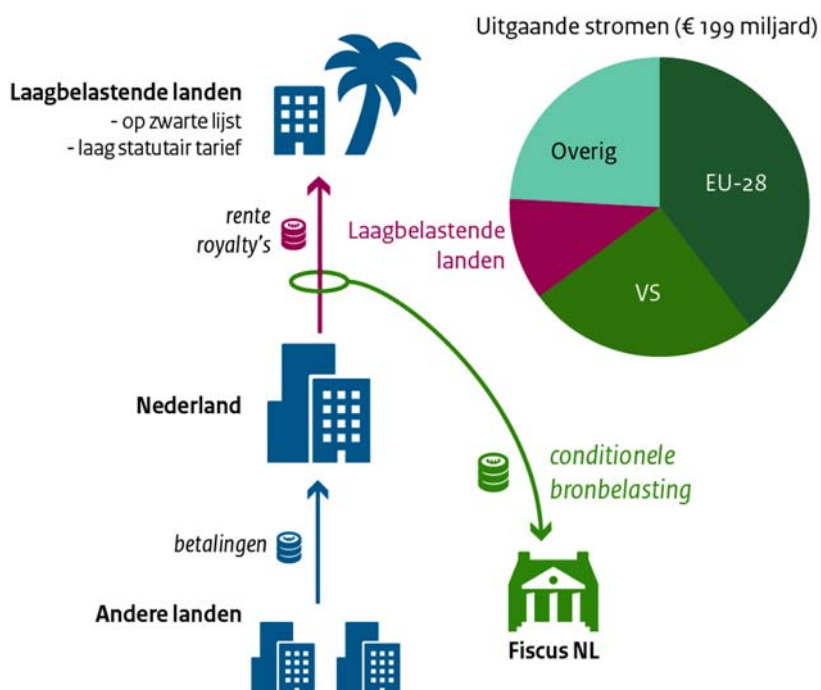 Uitgaande stromen (€ 199 miljard)
Laagbelastende landen
- op zwarte lijst
- laag statutair tarief
Overig
EU-28
rente
royalty's
Laagbelastende
landen
VS
Nederland
conditionele
bronbelasting
betalingen
Andere landen
Fiscus NL